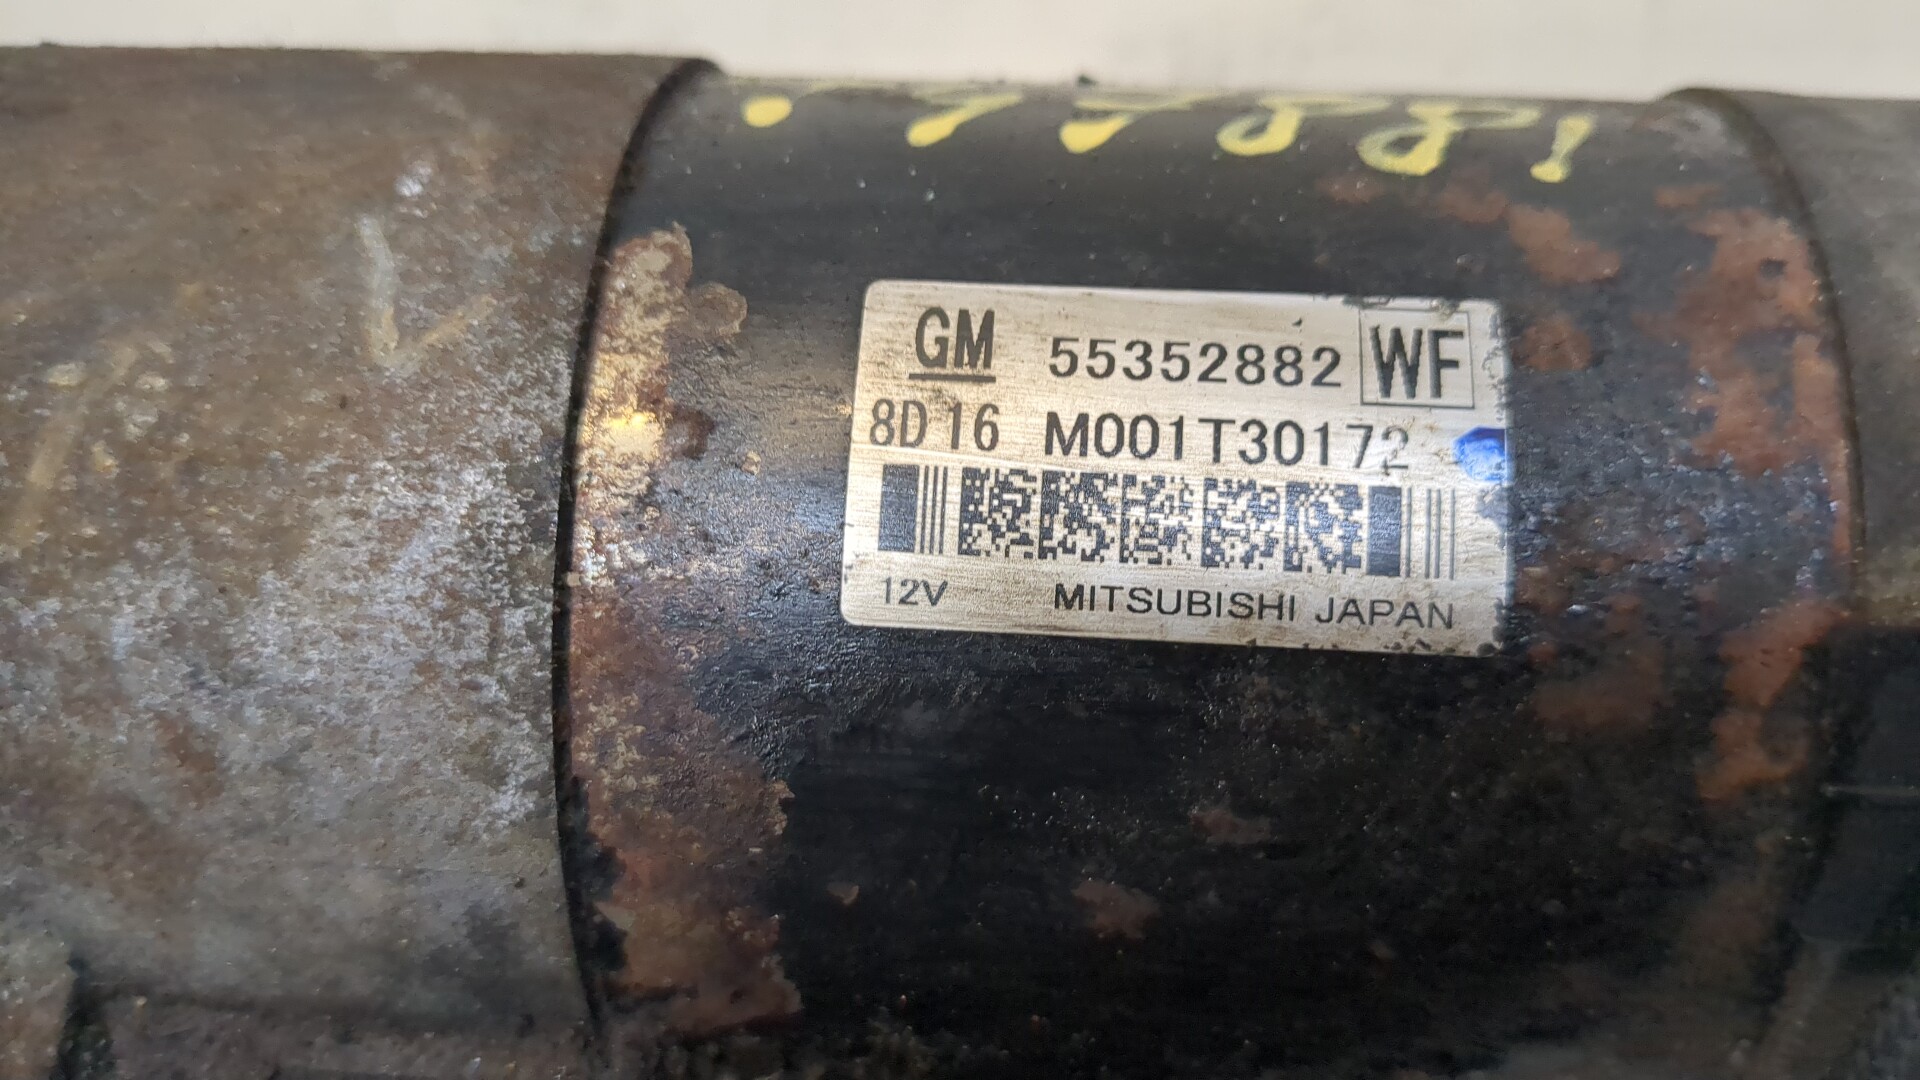 GM 55352882 WF
8D 16 M001T30172
12V MITSUBISHI JAPAN